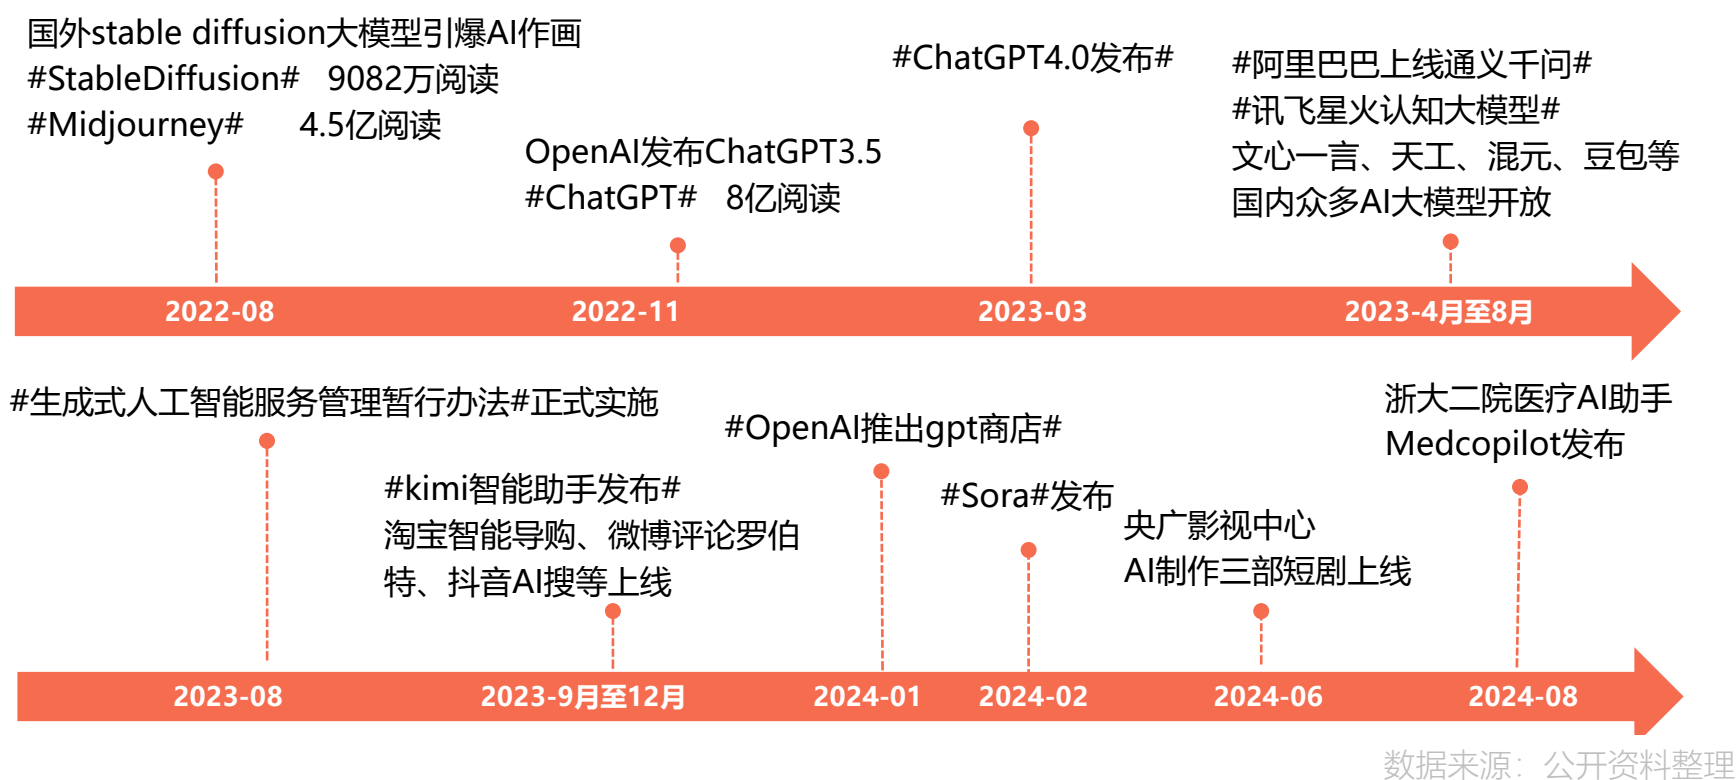 国外stable diffusion大模型引爆AI作画
#StableDiffusion# 9082万阅读
#Midjourney# 4.5亿阅读
OpenAI发布ChatGPT3.5
#ChatGPT# 8亿阅读
#ChatGPT4.0发布#
#阿里巴巴上线通义千问#
#讯飞星火认知大模型#
文心一言、天工、混元、豆包等
国内众多AI大模型开放
2022-08
2022-11
2023-03
2023-4月至8月
#生成式人工智能服务管理暂行办法#正式实施
#kimi智能助手发布#
淘宝智能导购、微博评论罗伯
特、抖音AI搜等上线
#OpenAI推出gpt商店#
#Sora#发布
央广影视中心
AI制作三部短剧上线
浙大二院医疗AI助手
Medcopilot发布
2023-08
2023-9月至12月
2024-01
2024-02
2024-06
2024-08
数据来源：公开资料整理